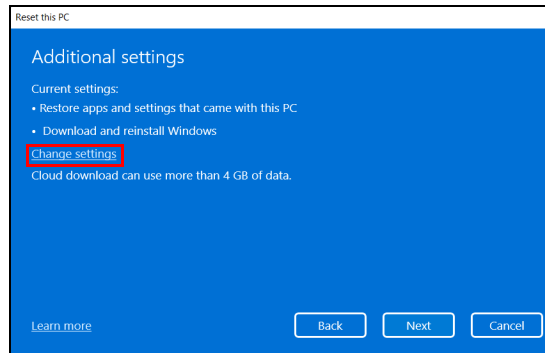 Reset this PC
Additional settings
Current settings:
• Restore apps and settings that came with this PC
• Download and reinstall Windows
Change settings
Cloud download can use more than 4 GB of data.
Learn more
Back
Next
Cancel